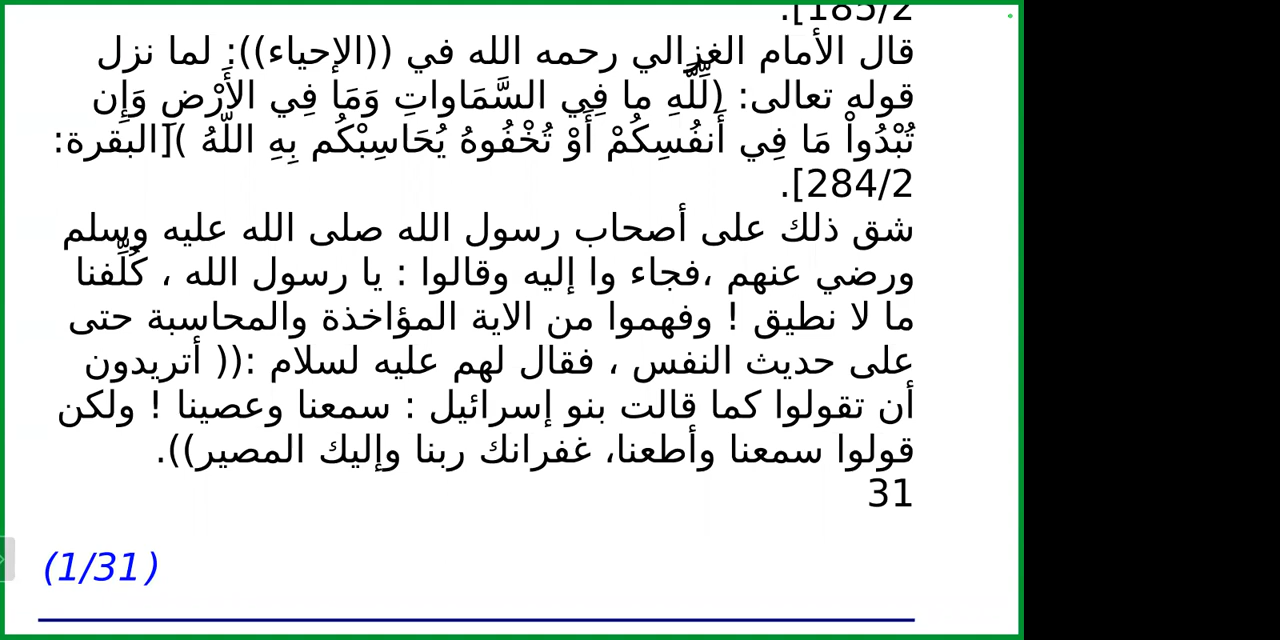 185/2].
قال الأمام الغزالي رحمه الله في ((الإحياء)): لما نزل
قوله تعالى: (لِّلَّهِ ما فِي السَّمَاواتِ وَمَا فِي الأَرْضِ وَإِن
تُبْدُواْ مَا فِي أَنفُسِكُمْ أَوْ تُخْفُوهُ يُحَاسِبْكُم بِهِ اللّهُ )[البقرة:
284/2].
شق ذلك على أصحاب رسول الله صلى الله عليه وسلم
ورضي عنهم ،فجاء وا إليه وقالوا : يا رسول الله ، كُلِّفنا
ما لا نطيق ! وفهموا من الاية المؤاخذة والمحاسبة حتى
على حديث النفس ، فقال لهم عليه لسلام :(( أتريدون
أن تقولوا كما قالت بنو إسرائيل : سمعنا وعصينا ! ولكن
قولوا سمعنا وأطعنا، غفرانك ربنا وإليك المصير)).
31
(1/31)